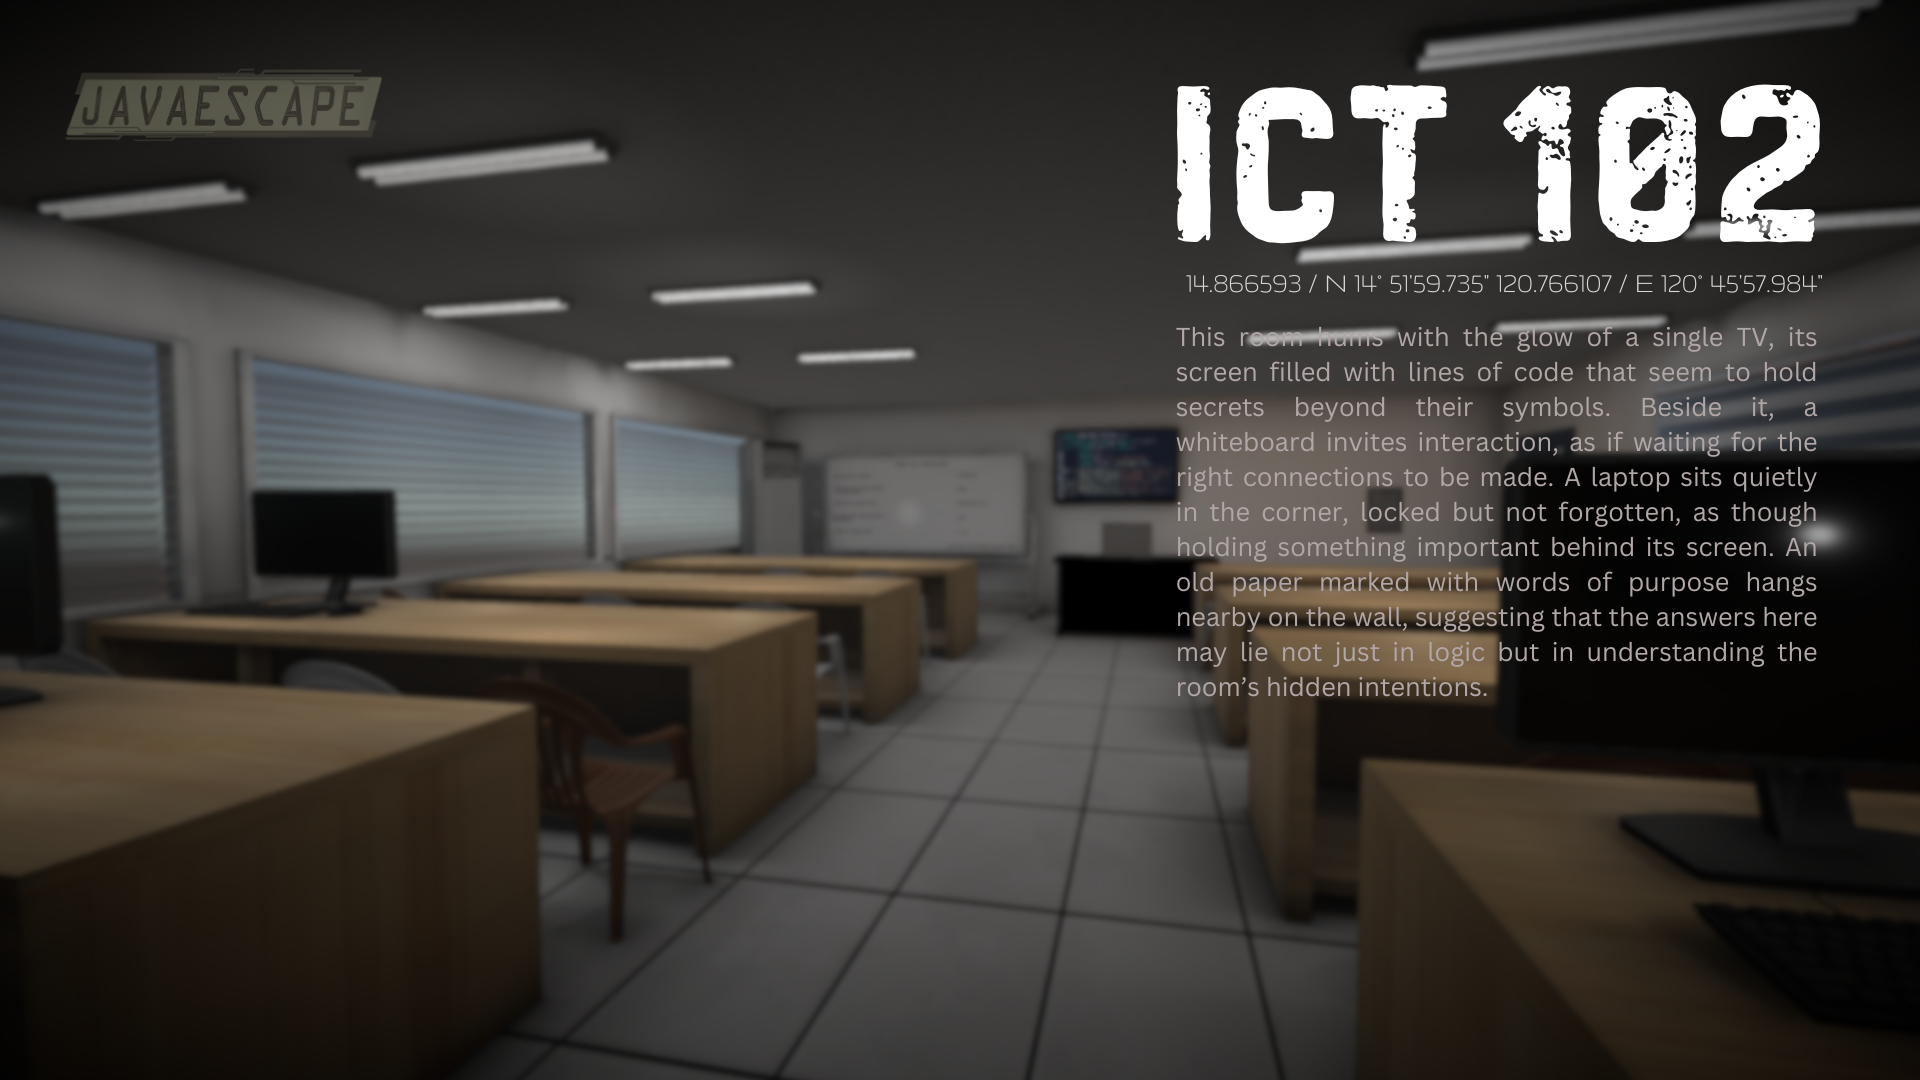 JAVAESCAPE
ICT 102
14.866593 / N 14° 51'59.735" 120.766107 / E 120° 45'57.984"
This room hums with the glow of a single TV, its
screen filled with lines of code that seem to hold
secrets beyond their symbols. Beside it, a
whiteboard invites interaction, as if waiting for the
right connections to be made. A laptop sits quietly
in the corner, locked but not forgotten, as though
holding something important behind its screen. An
old paper marked with words of purpose hangs
nearby on the wall, suggesting that the answers here
may lie not just in logic but in understanding the
room’s hidden intentions.